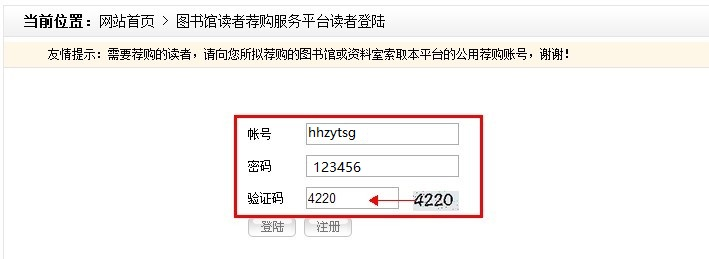 当前位置：网站首页 > 图书馆读者荐购服务平台读者登陆
友情提示：需要荐购的读者，请向您所拟荐购的图书馆或资料室索取本平台的公用荐购账号，谢谢！
帐号 hhzytsg
密码 123456
验证码 4220 4220
登陆 注册